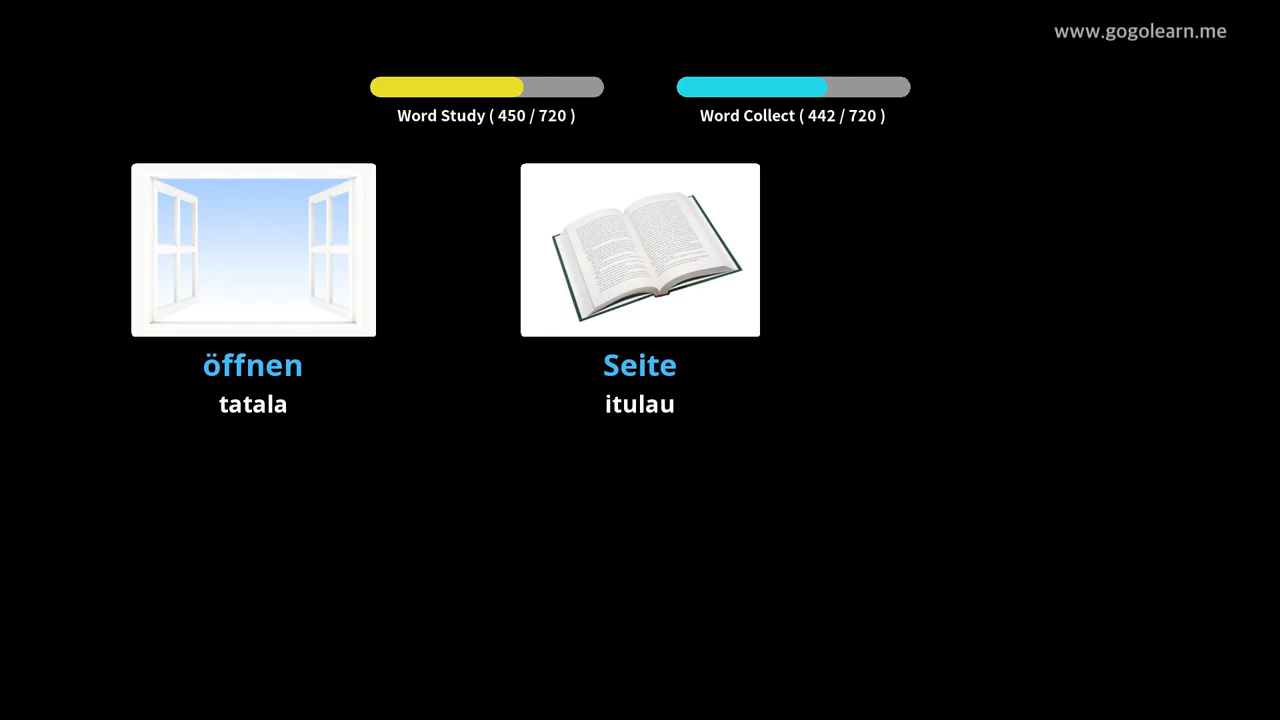 www.gogolearn.me
Word Study ( 450 / 720 )
Word Collect ( 442 / 720 )
öffnen
tatala
Seite
itulau